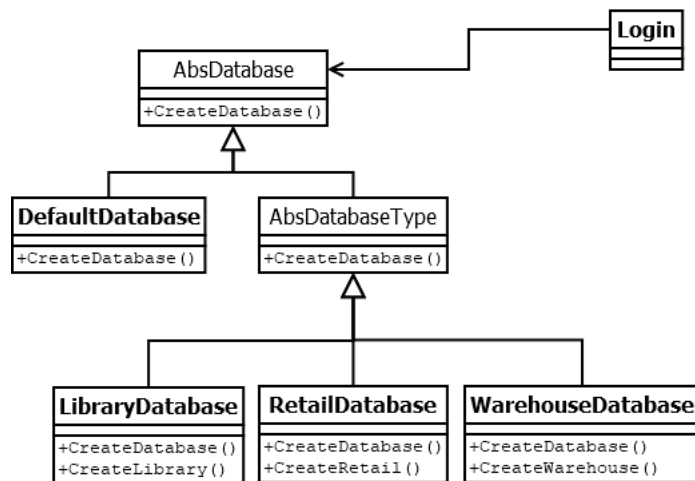 Login
AbsDatabase
+CreateDatabase()
DefaultDatabase
+CreateDatabase()
AbsDatabaseType
+CreateDatabase()
LibraryDatabase
+CreateDatabase()
+CreateLibrary()
RetailDatabase
+CreateDatabase()
+CreateRetail()
WarehouseDatabase
+CreateDatabase()
+CreateWarehouse()